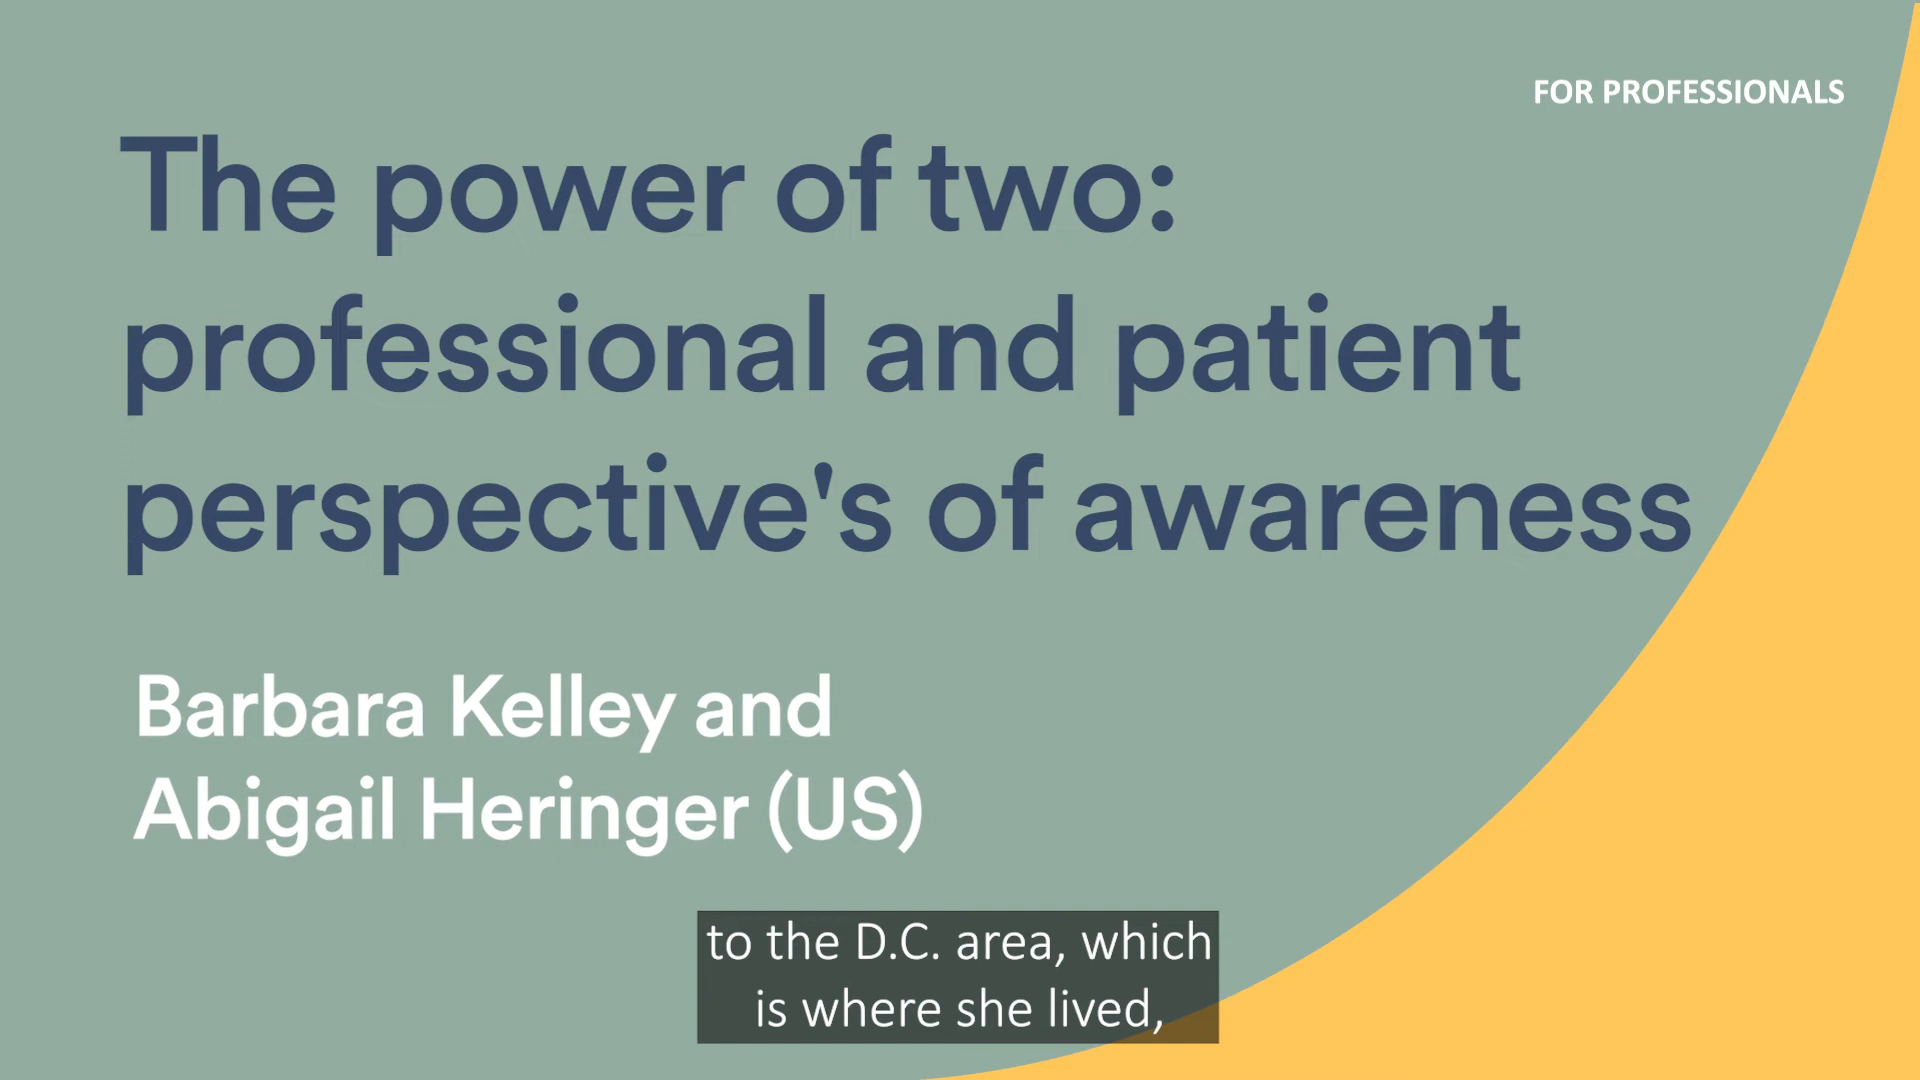 FOR PROFESSIONALS
The power of two:
professional and patient
perspective's of awareness
Barbara Kelley and
Abigail Heringer (US)
to the D.C. area, which
is where she lived,